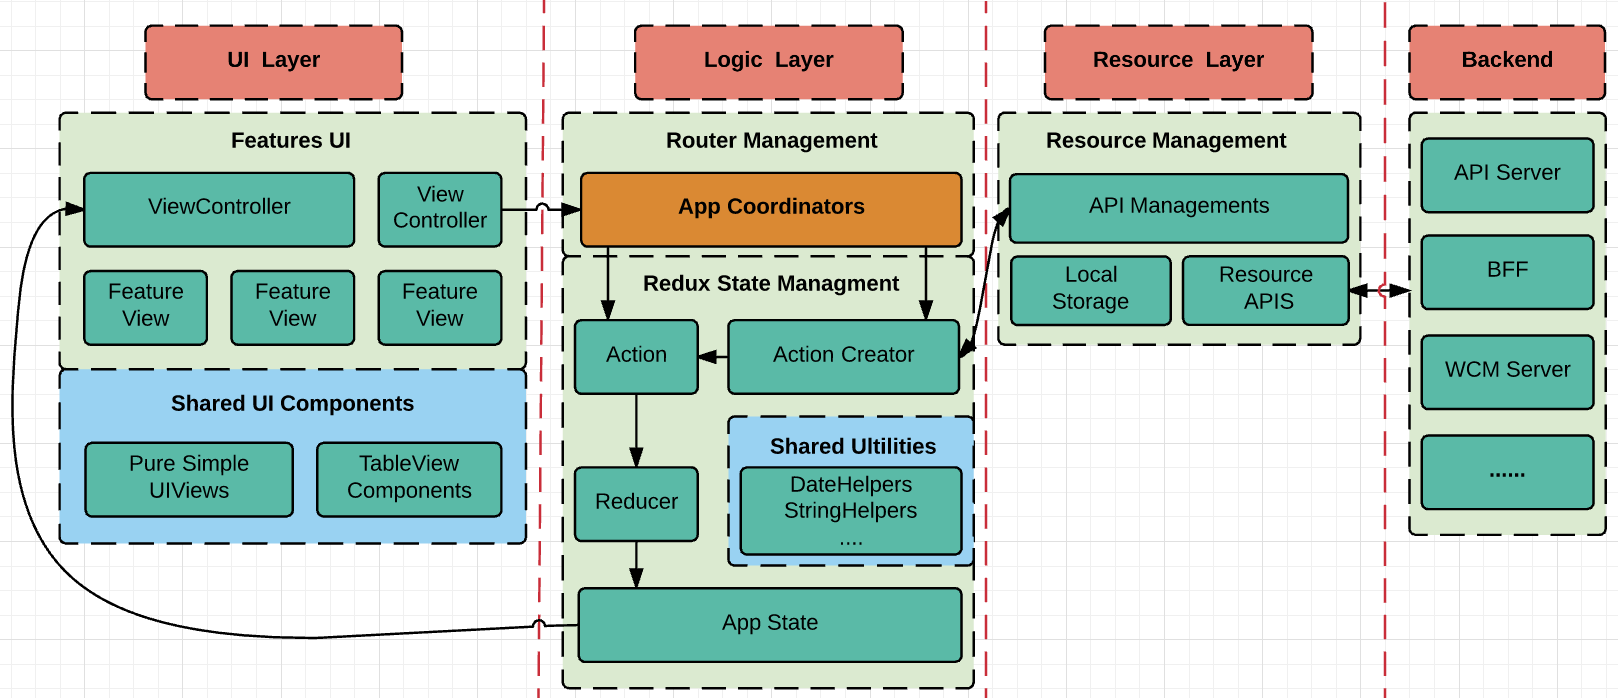 UI Layer
Logic Layer
Resource Layer
Backend
Features UI
ViewController
View
Controller
Feature
View
Feature
View
Feature
View
Shared UI Components
Pure Simple
UIViews
TableView
Components
Router Management
App Coordinators
Redux State Managment
Action
Action Creator
Shared Ultilities
DateHelpers
StringHelpers
....
Reducer
App State
Resource Management
API Managements
Local
Storage
Resource
APIS
API Server
BFF
WCM Server
......